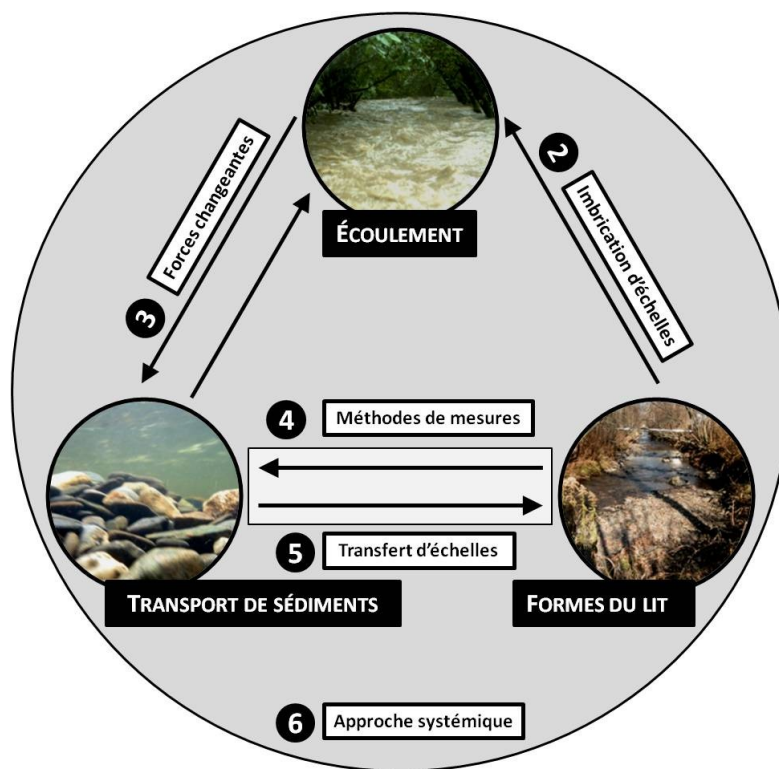 ÉCOULEMENT
2
Imbrication d'échelles
Forces changeantes
3
4
Méthodes de mesures
5
Transfert d'échelles
TRANSPORT DE SÉDIMENTS
FORMES DU LIT
6
Approche systémique